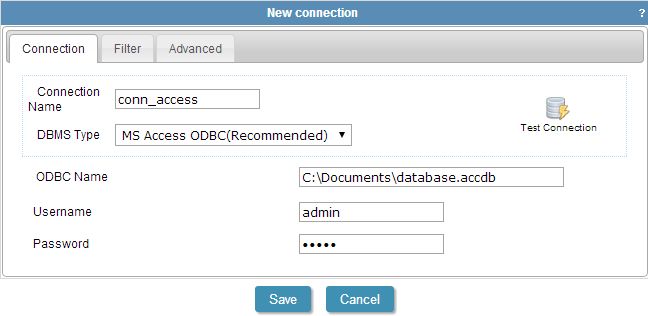 New connection
?
Connection
Filter
Advanced
Connection
Name
conn_access
DBMS Type
MS Access ODBC(Recommended)
Test Connection
ODBC Name
C:\Documents\database.accdb
Username
admin
Password
•••••
Save
Cancel